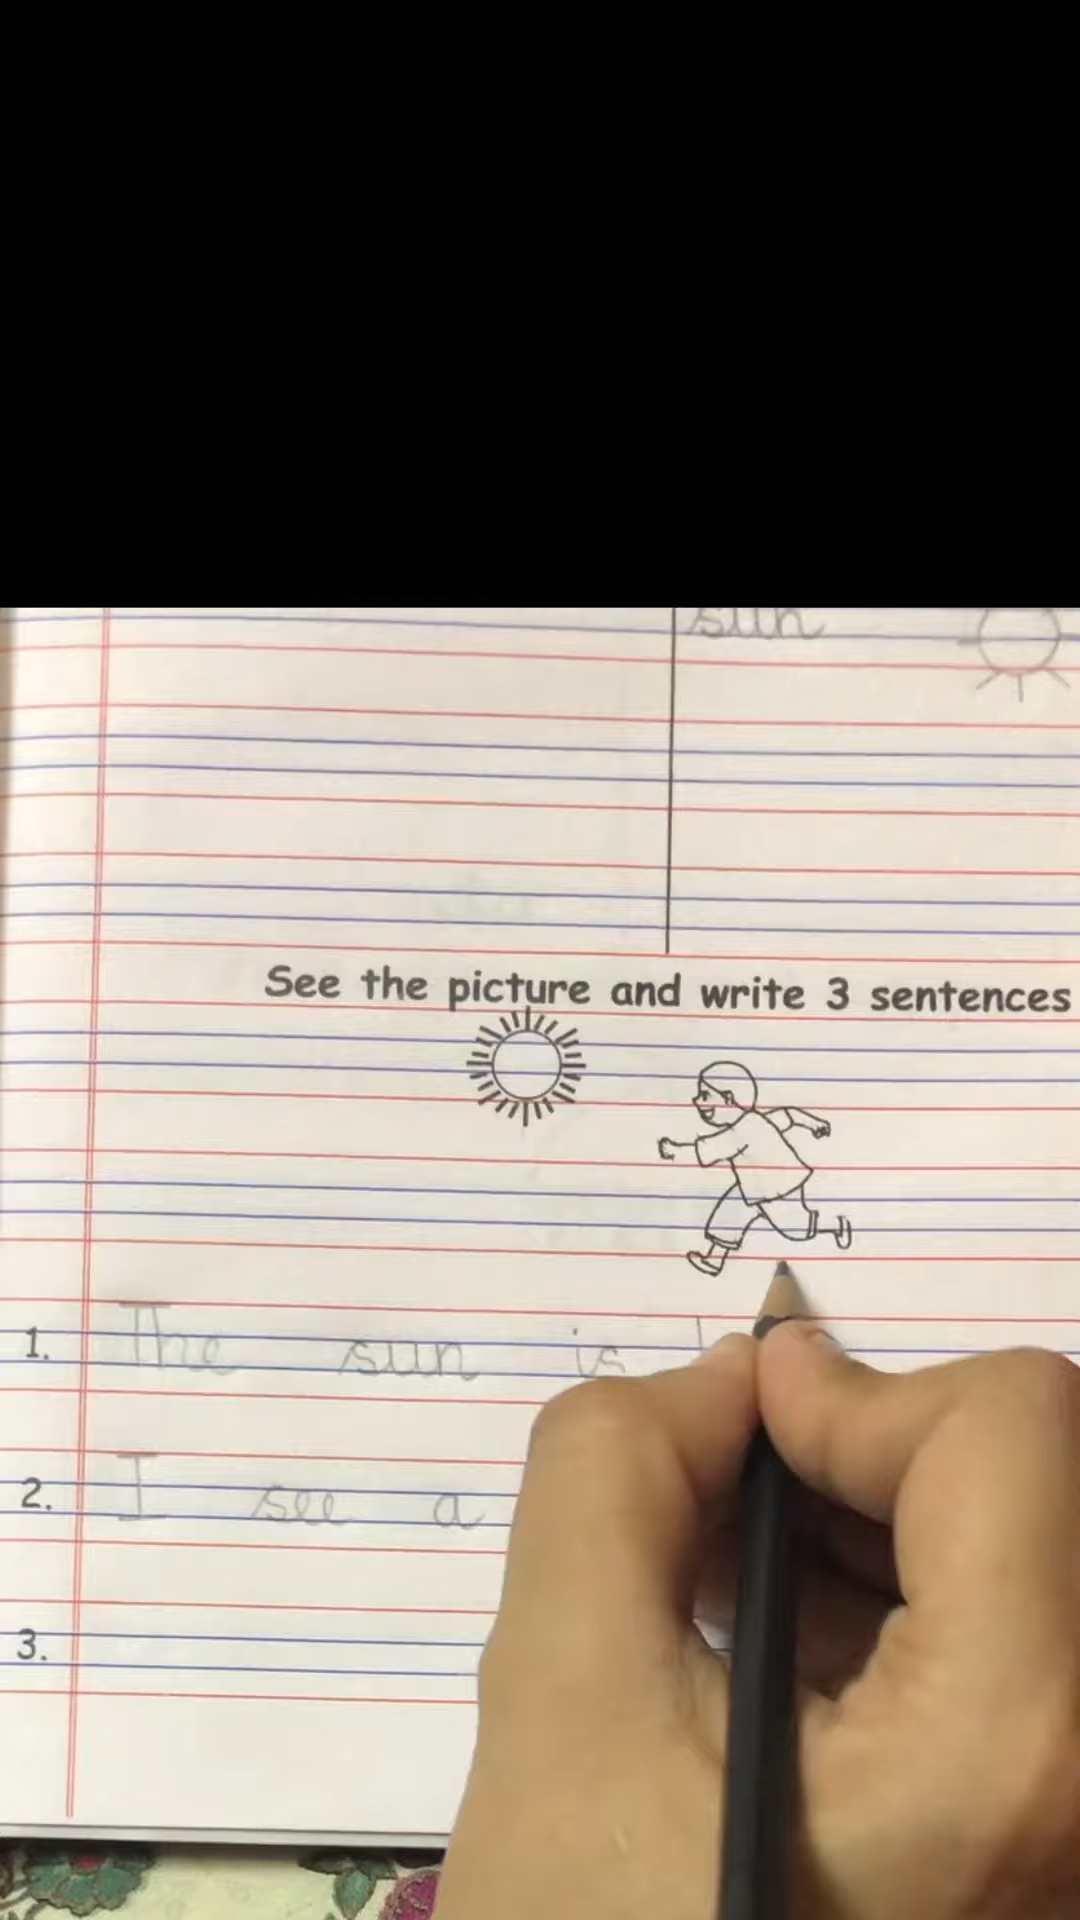 sun
See the picture and write 3 sentences
1. The sun is
2. I see a
3.